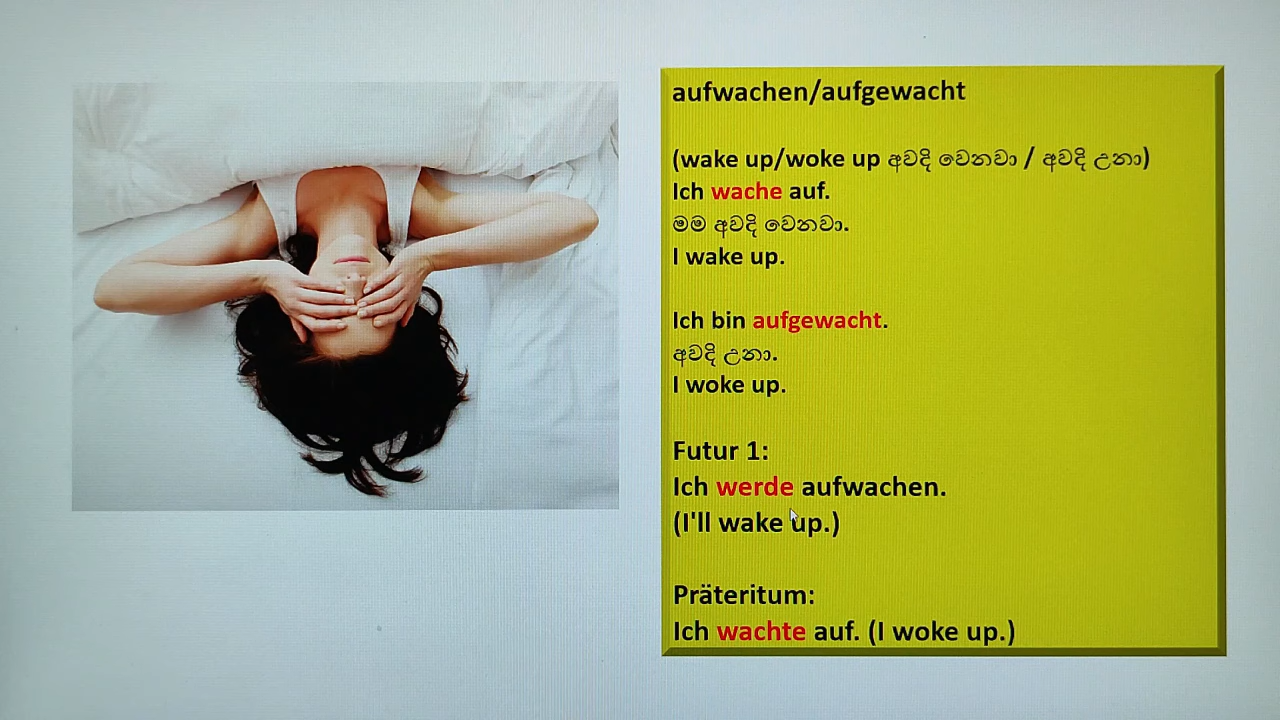 aufwachen/aufgewacht
(wake up/woke up අවදි වෙනවා / අවදි උනා)
Ich wache auf.
මම අවදි වෙනවා.
I wake up.
Ich bin aufgewacht.
අවදි උනා.
I woke up.
Futur 1:
Ich werde aufwachen.
(I'll wake up.)
Präteritum:
Ich wachte auf. (I woke up.)